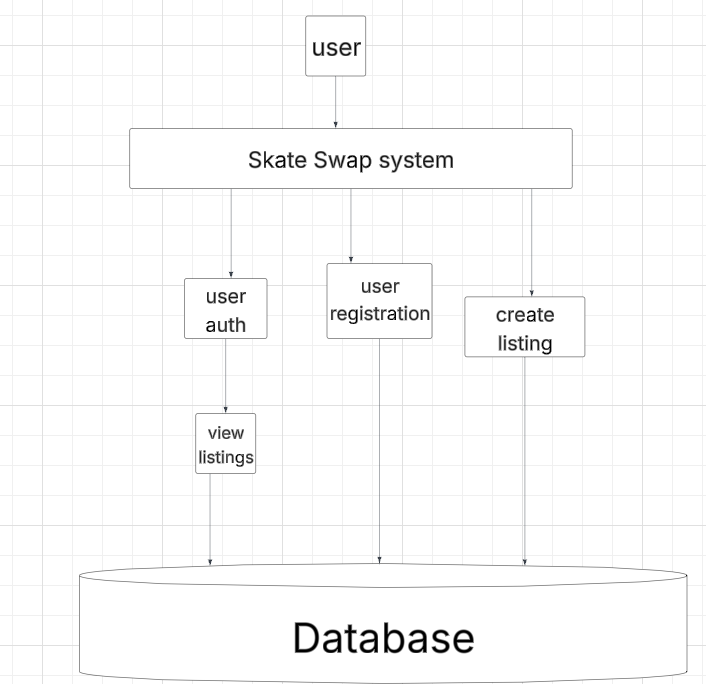 user
Skate Swap system
user
auth
user
registration
create
listing
view
listings
Database